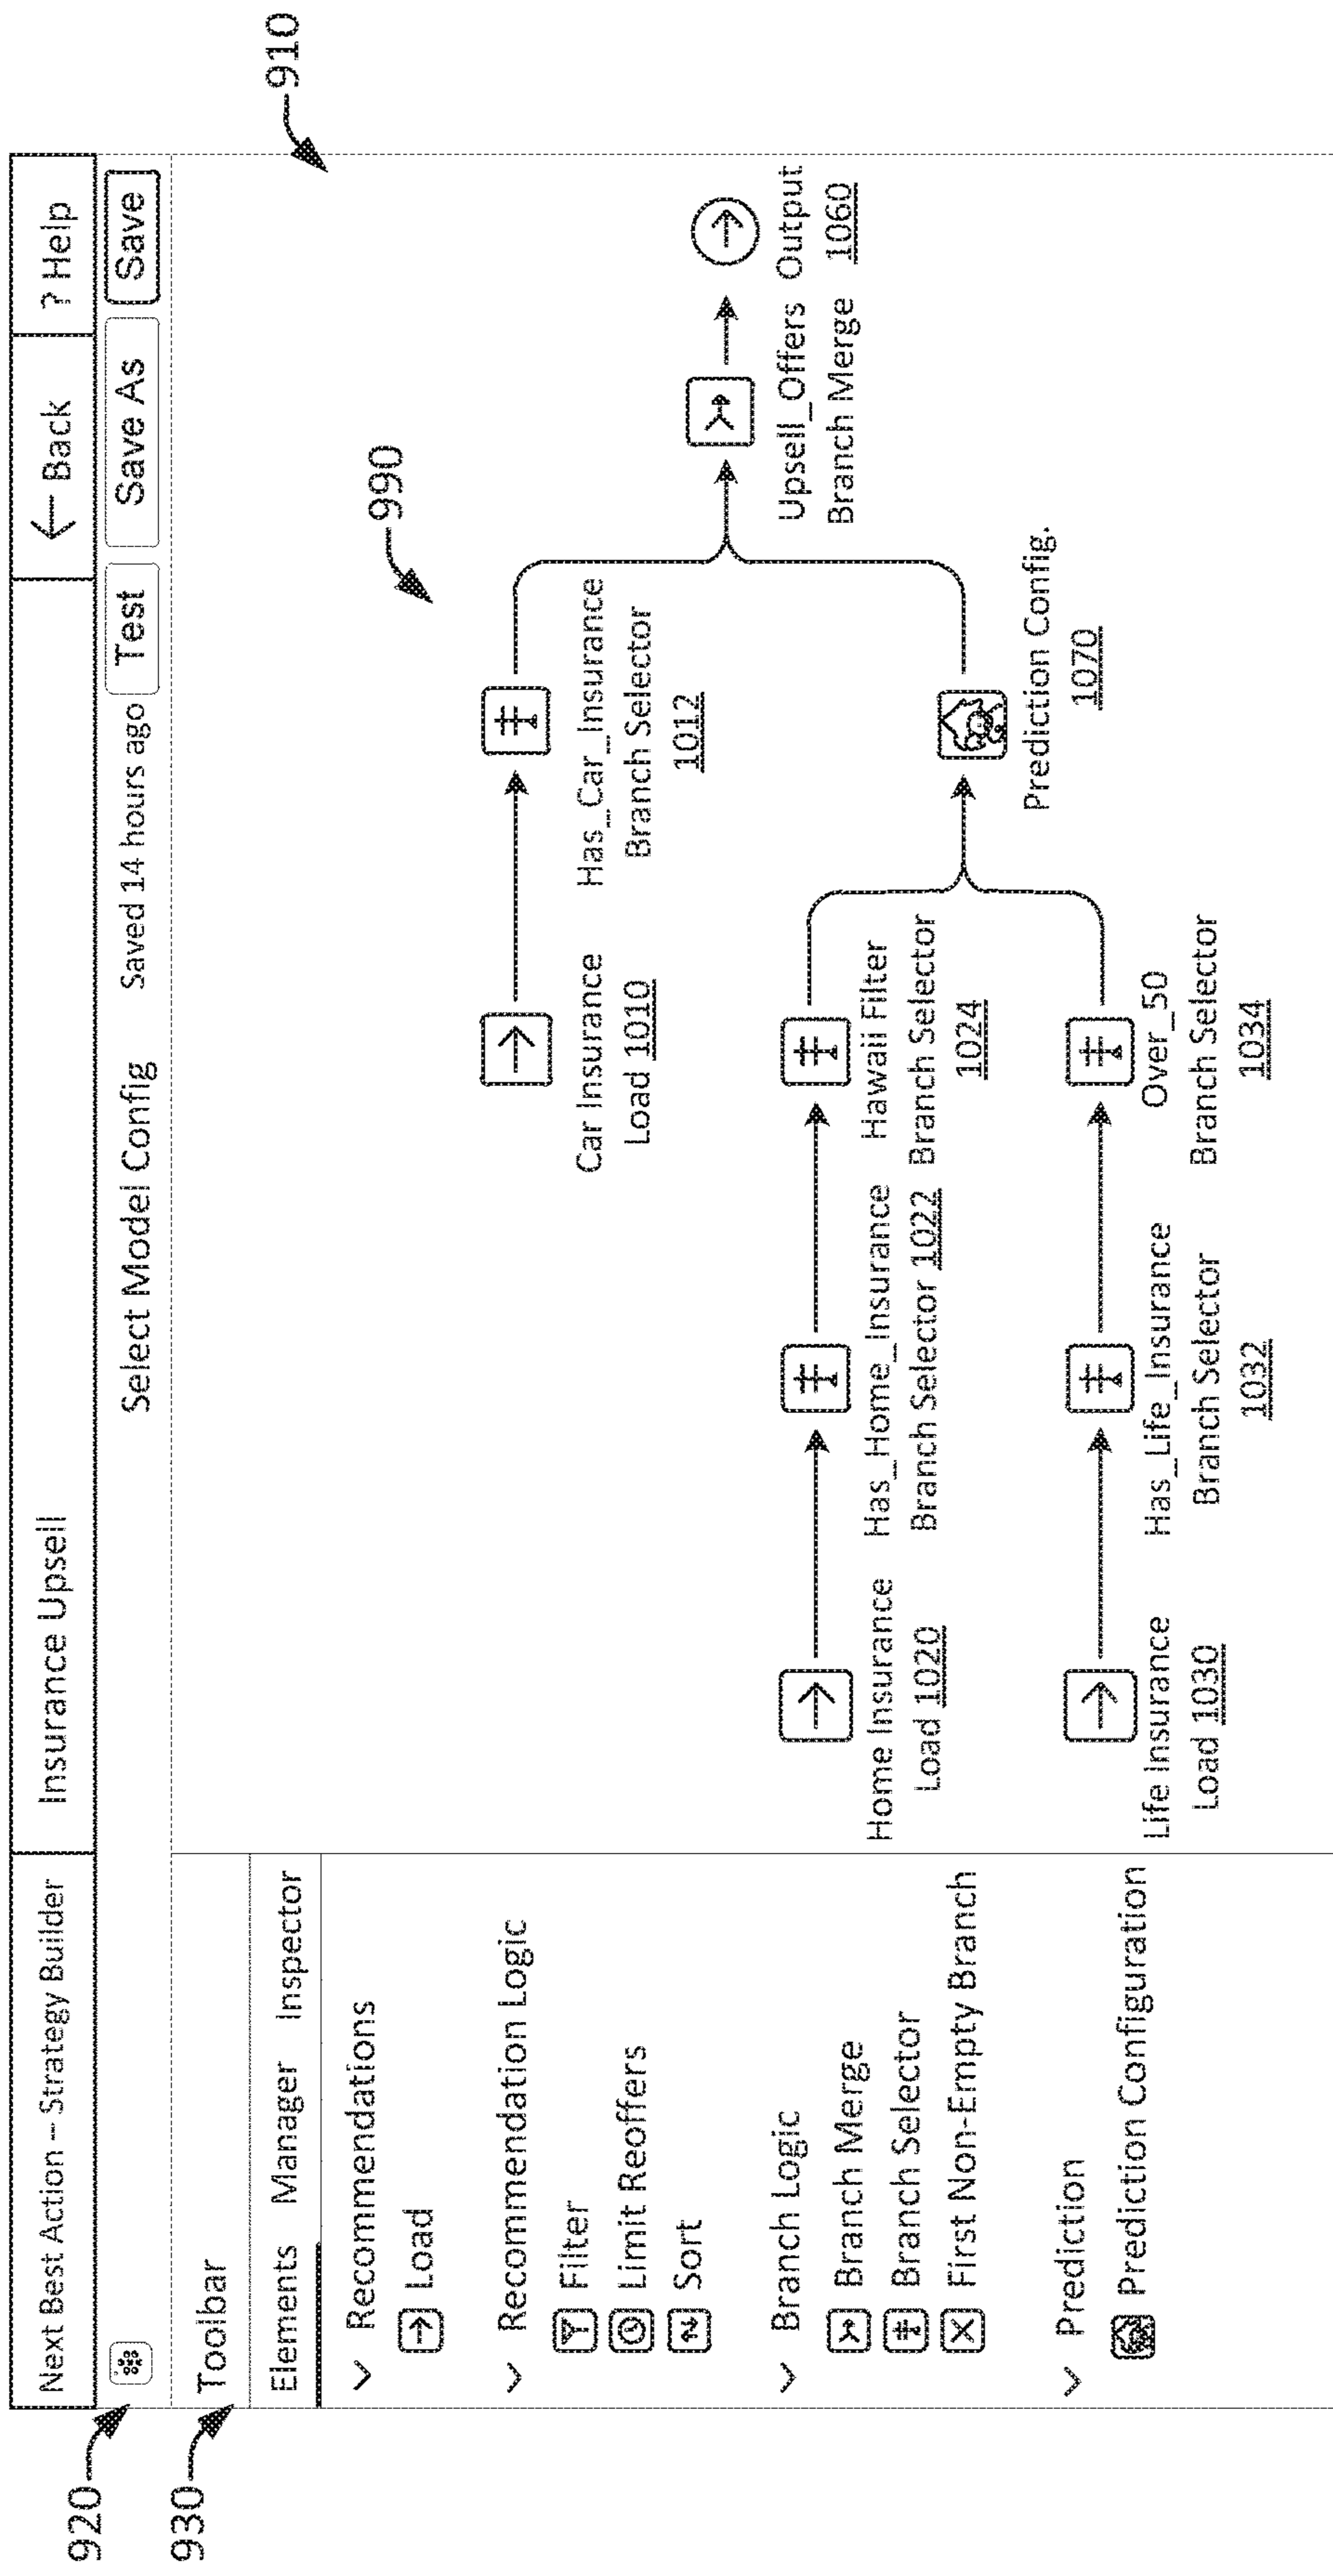 Next Best Action – Strategy Builder
Insurance Upsell
← Back
? Help
920
Select Model Config
Saved 14 hours ago
Test
Save As
Save
910
930
Toolbar
Elements
Manager
Inspector
Recommendations
Load
Recommendation Logic
Filter
Limit Reoffers
Sort
Branch Logic
Branch Merge
Branch Selector
First Non-Empty Branch
Prediction
Prediction Configuration
990
Car Insurance
Load 1010
Has_Car_Insurance
Branch Selector
1012
Home Insurance
Load 1020
Has_Home_Insurance
Branch Selector 1022
Hawaii Filter
Branch Selector
1024
Life Insurance
Load 1030
Has_Life_Insurance
Branch Selector
1032
Over_50
Branch Selector
1034
Prediction Config.
1070
Upsell_Offers
Branch Merge
Output
1060